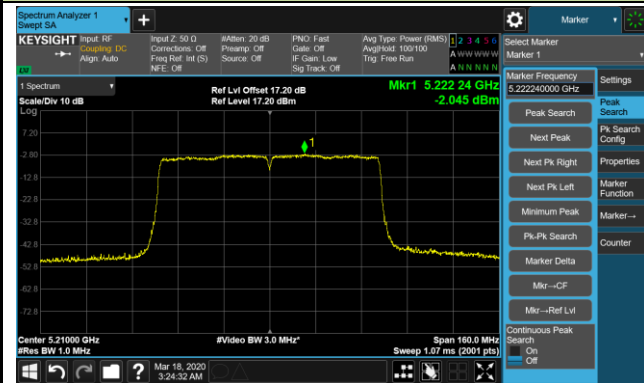 Spectrum Analyzer 1
Swept SA
Marker
KEYSIGHT
Input: RF
Coupling: DC
Align: Auto
Input Z: 50 Ω
Corrections: Off
Freq Ref: Int (S)
NFE: Off
#Atten: 20 dB
Preamp: Off
Source: Off
PNO: Fast
Gate: Off
IF Gain: Low
Sig Track: Off
Avg Type: Power (RMS)
Avg|Hold: 100/100
Trig: Free Run
1 2 3 4 5 6
A W W W W W
A N N N N N
Select Marker
Marker 1
1 Spectrum
Scale/Div 10 dB
Log
Ref Lvl Offset 17.20 dB
Ref Level 17.20 dBm
Mkr1 5.222 24 GHz
-2.045 dBm
7.20
-2.80
-12.8
-22.8
-32.8
-42.8
-52.8
-62.8
-72.8
1
Center 5.21000 GHz
#Res BW 1.0 MHz
#Video BW 3.0 MHz*
Span 160.0 MHz
Sweep 1.07 ms (2001 pts)
Marker Frequency
5.222240000 GHz
Peak Search
Next Peak
Next Pk Right
Next Pk Left
Minimum Peak
Pk-Pk Search
Marker Delta
Mkr→CF
Mkr→Ref Lvl
Continuous Peak
Search
On
Off
Settings
Peak
Search
Pk Search
Config
Properties
Marker
Function
Marker→
Counter
?
Mar 18, 2020
3:24:32 AM